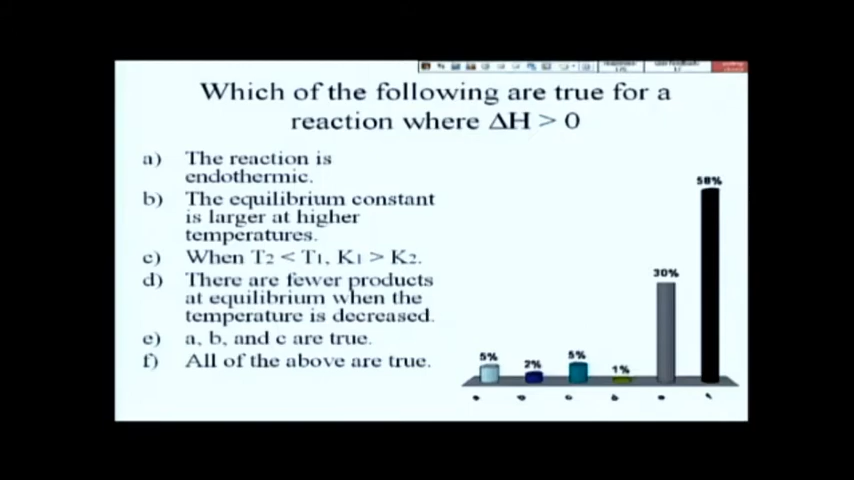 Which of the following are true for a
reaction where ΔH > 0
a) The reaction is
endothermic.
b) The equilibrium constant
is larger at higher
temperatures.
c) When T2 < T1, K1 > K2.
d) There are fewer products
at equilibrium when the
temperature is decreased.
e) a, b, and c are true.
f) All of the above are true.
5% 2% 5% 1% 30% 58%